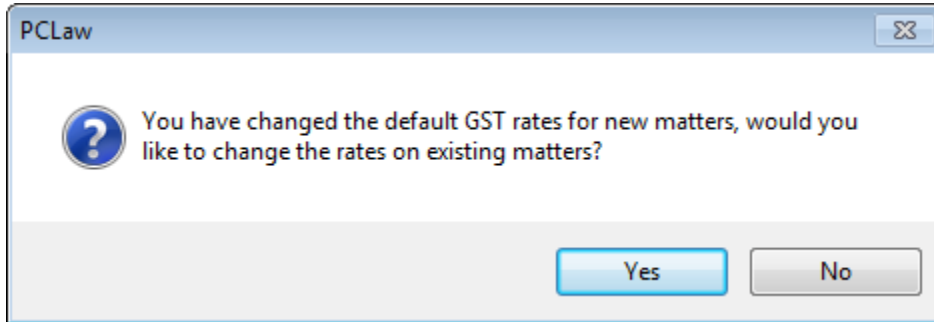 PCLaw
You have changed the default GST rates for new matters, would you
like to change the rates on existing matters?
Yes No